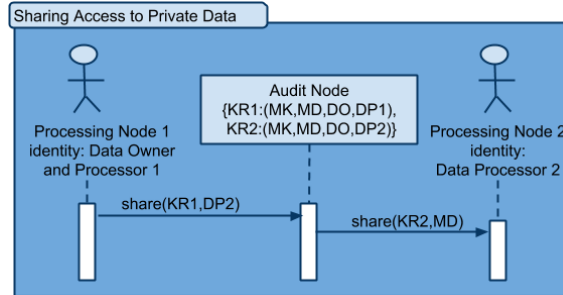 Sharing Access to Private Data
Audit Node
{KR1:(MK,MD,DO,DP1),
KR2:(MK,MD,DO,DP2)}
Processing Node 1
identity: Data Owner
and Processor 1
Processing Node 2
identity:
Data Processor 2
share(KR1,DP2)
share(KR2,MD)